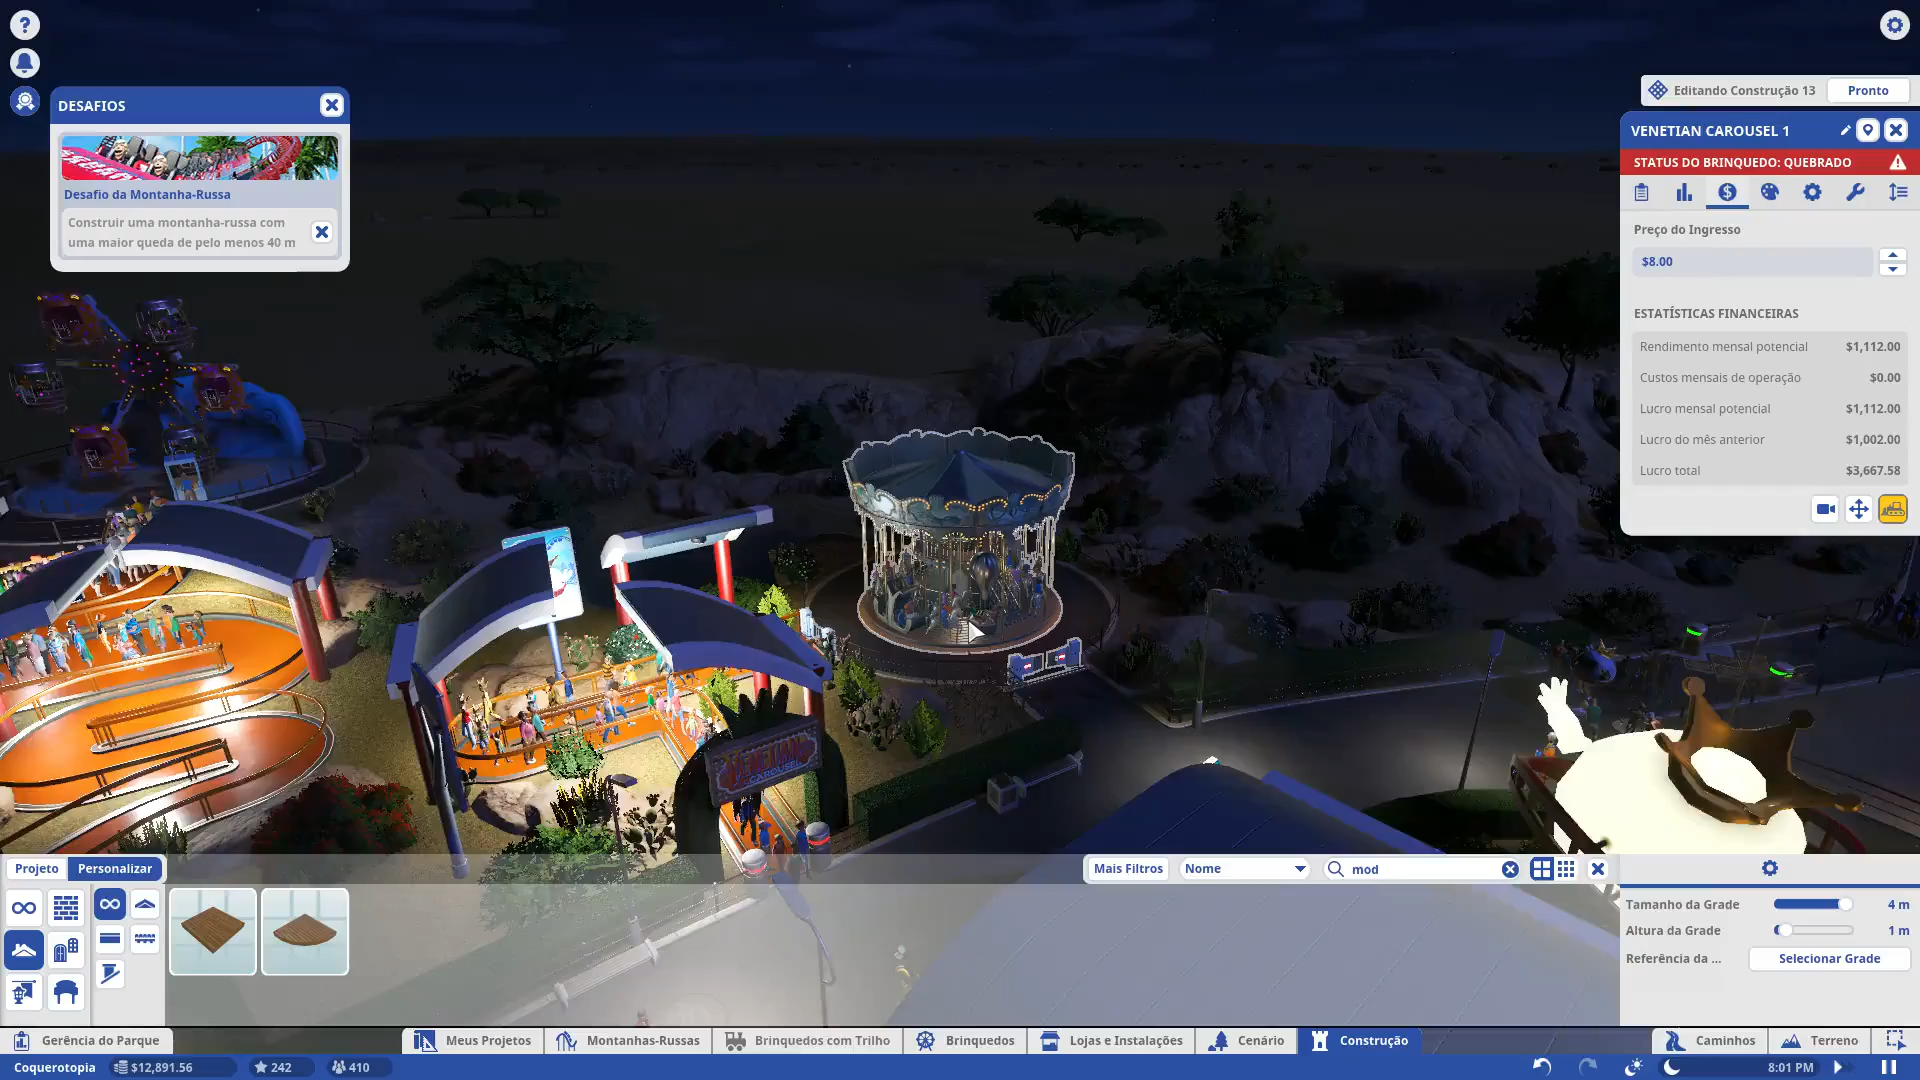 ?
DESAFIOS
Desafio da Montanha-Russa
Construir uma montanha-russa com
uma maior queda de pelo menos 40 m
Editando Construção 13
Pronto
VENETIAN CAROUSEL 1
STATUS DO BRINQUEDO: QUEBRADO
Preço do Ingresso
$8.00
ESTATÍSTICAS FINANCEIRAS
Rendimento mensal potencial $1,112.00
Custos mensais de operação $0.00
Lucro mensal potencial $1,112.00
Lucro do mês anterior $1,002.00
Lucro total $3,667.58
VENETIAN
CAROUSEL
Projeto Personalizar
Mais Filtros Nome mod
Tamanho da Grade 4 m
Altura da Grade 1 m
Referência da ... Selecionar Grade
Gerência do Parque Meus Projetos Montanhas-Russas Brinquedos com Trilho Brinquedos Lojas e Instalações Cenário Construção Caminhos Terreno
Coquerotopia $12,891.56 242 410 8:01 PM